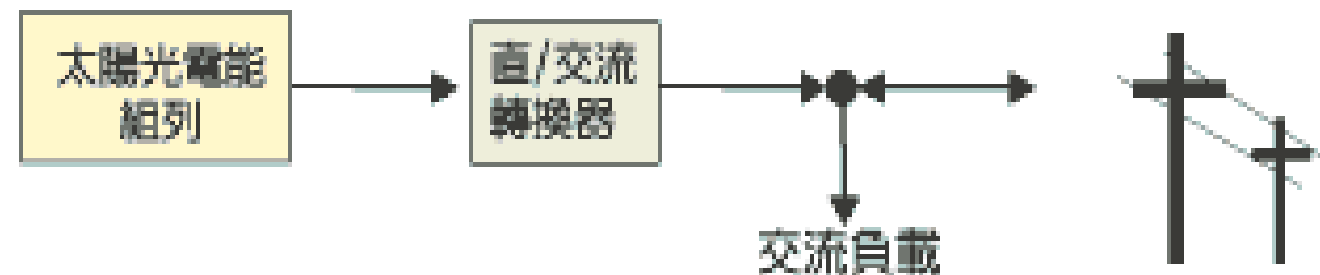 太陽光電能
組列
直/交流
轉換器
交流負載